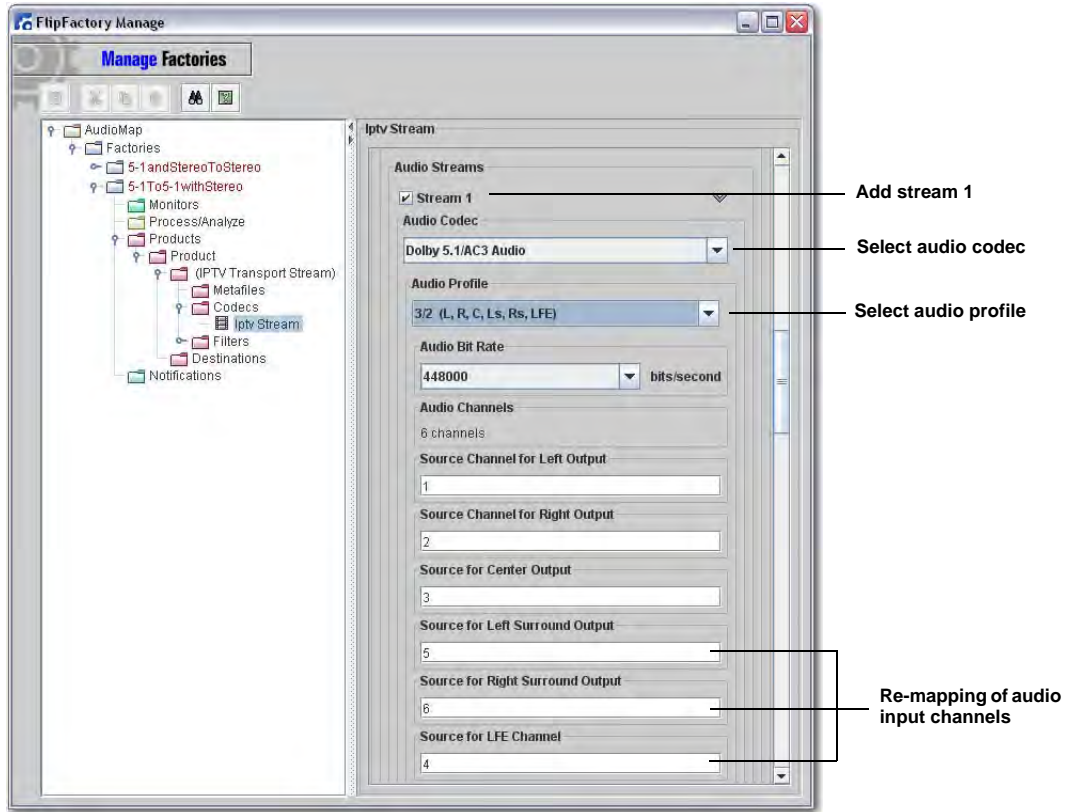 FlipFactory Manage
Manage Factories
AudioMap
Factories
5-1andStereoToStereo
5-1To5-1withStereo
Monitors
Process/Analyze
Products
Product
(IPTV Transport Stream)
Metafiles
Codecs
Iptv Stream
Filters
Destinations
Notifications
Iptv Stream
Audio Streams
Stream 1
Audio Codec
Dolby 5.1/AC3 Audio
Audio Profile
3/2 (L, R, C, Ls, Rs, LFE)
Audio Bit Rate
448000 bits/second
Audio Channels
6 channels
Source Channel for Left Output
1
Source Channel for Right Output
2
Source for Center Output
3
Source for Left Surround Output
5
Source for Right Surround Output
6
Source for LFE Channel
4
Add stream 1
Select audio codec
Select audio profile
Re-mapping of audio
input channels